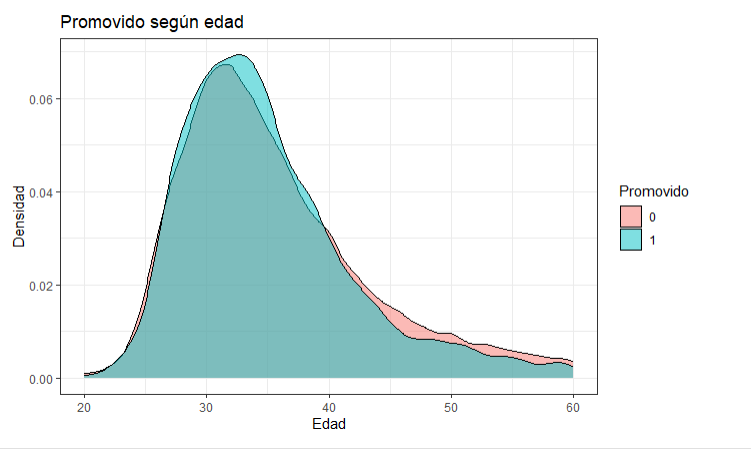 Promovido según edad
0.06
0.04
0.02
0.00
Densidad
20 30 40 50 60
Edad
Promovido
0
1